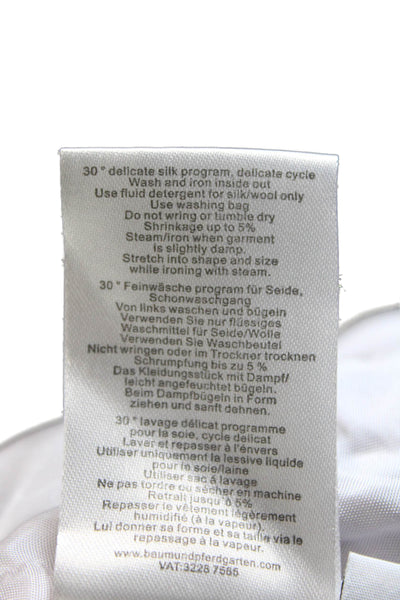 30° delicate silk program, delicate cycle
Wash and iron inside out
Use fluid detergent for silk/wool only
Use washing bag
Do not wring or tumble dry
Shrinkage up to 5%
Steam/iron when garment
is slightly damp.
Stretch into shape and size
while ironing with steam.
30° Feinwäsche program für Seide,
Schonwaschgang
Von links waschen und bügeln
Verwenden Sie nur flüssiges
Waschmittel für Seide/Wolle
Verwenden Sie Waschbeutel
Nicht wringen oder im Trockner trocknen
Schrumpfung bis zu 5 %
Das Kleidungsstück mit Dampf/
leicht angefeuchtet bügeln.
Beim Dampfbügeln in Form
ziehen und sanft dehnen.
30° lavage délicat programme
pour la soie, cycle délicat
Laver et repasser à l'envers
Utiliser uniquement la lessive liquide
pour la soie/laine
Utiliser sac à lavage
Ne pas tordre ou sécher en machine
Retrait jusqu'à 5%
Repasser le vêtement légèrement
humidifié (à la vapeur).
Lui donner sa forme et sa taille via le
repassage à la vapeur.
www.baumundpferdgarten.com
VAT:3228 7555